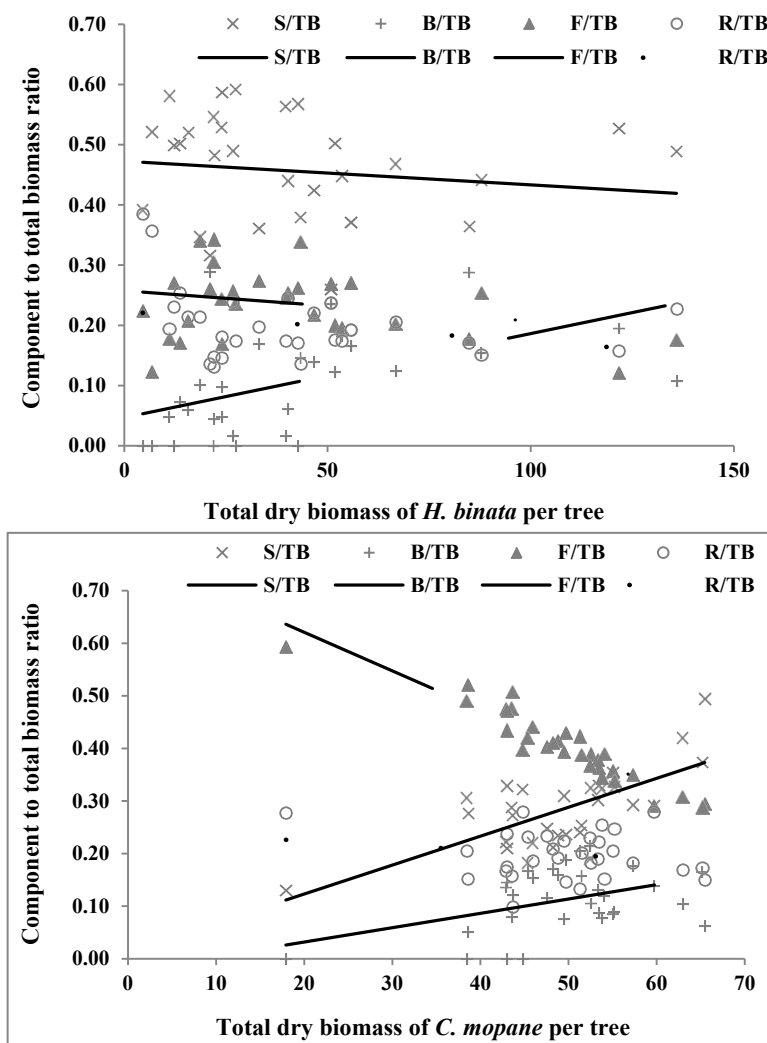 S/TB B/TB F/TB R/TB
S/TB B/TB F/TB R/TB
0.70
0.60
0.50
0.40
0.30
0.20
0.10
0.00
Component to total biomass ratio
0 50 100 150
Total dry biomass of H. binata per tree
S/TB B/TB F/TB R/TB
S/TB B/TB F/TB R/TB
0.70
0.60
0.50
0.40
0.30
0.20
0.10
0.00
Component to total biomass ratio
0 10 20 30 40 50 60 70
Total dry biomass of C. mopane per tree